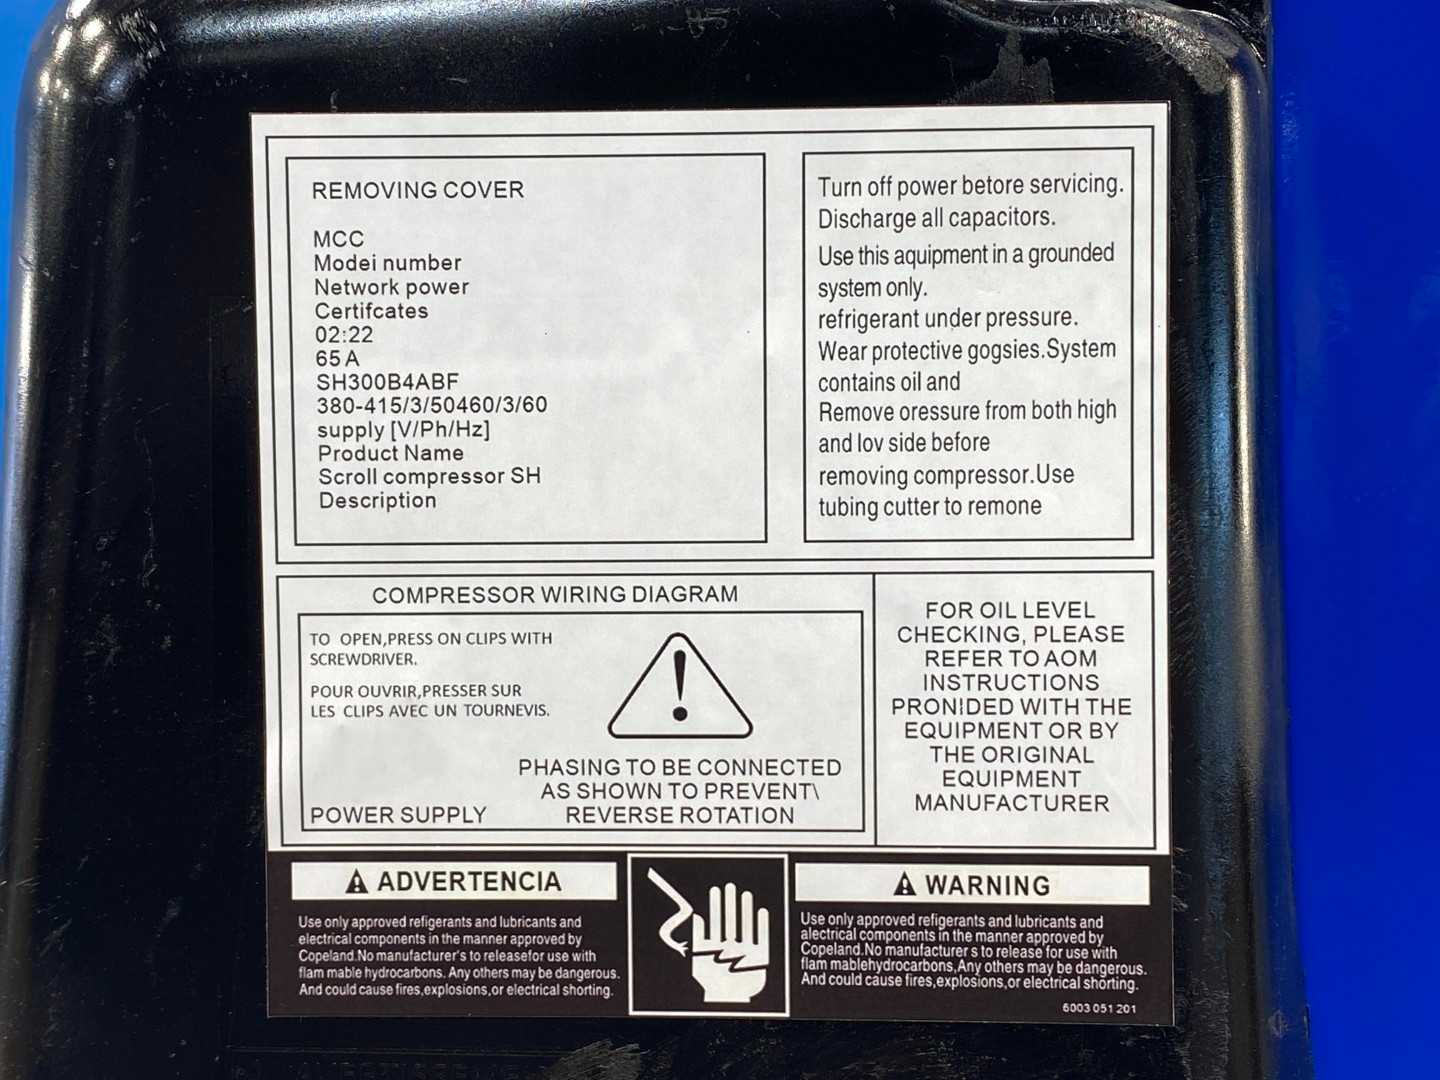 REMOVING COVER
MCC
Modei number
Network power
Certifcates
02:22
65 A
SH300B4ABF
380-415/3/50460/3/60
supply [V/Ph/Hz]
Product Name
Scroll compressor SH
Description
Turn off power betore servicing.
Discharge all capacitors.
Use this aquipment in a grounded
system only.
refrigerant under pressure.
Wear protective gogsies.System
contains oil and
Remove oressure from both high
and lov side before
removing compressor.Use
tubing cutter to remone
COMPRESSOR WIRING DIAGRAM
TO OPEN,PRESS ON CLIPS WITH
SCREWDRIVER.
POUR OUVRIR,PRESSER SUR
LES CLIPS AVEC UN TOURNEVIS.
PHASING TO BE CONNECTED
AS SHOWN TO PREVENT\
REVERSE ROTATION
POWER SUPPLY
FOR OIL LEVEL
CHECKING, PLEASE
REFER TO AOM
INSTRUCTIONS
PRONIDED WITH THE
EQUIPMENT OR BY
THE ORIGINAL
EQUIPMENT
MANUFACTURER
ADVERTENCIA
Use only approved refigerants and lubricants and
electrical components in the manner approved by
Copeland.No manufacturer's to releasefor use with
flam mable hydrocarbons. Any others may be dangerous.
And could cause fires,explosions,or electrical shorting.
WARNING
Use only approved refigerants and lubricants and
alectrical components in the manner approved by
Copeland.No manufacturer s to release for use with
flam mablehydrocarbons,Any others may be dangerous.
And could cause fires,explosions,or electrical shorting.
6003 051 201